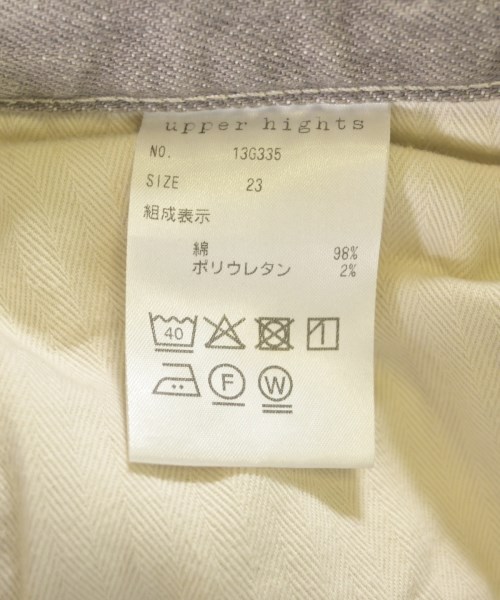 upper hights
NO. 13G335
SIZE 23
組成表示
綿 98%
ポリウレタン 2%
40
F W